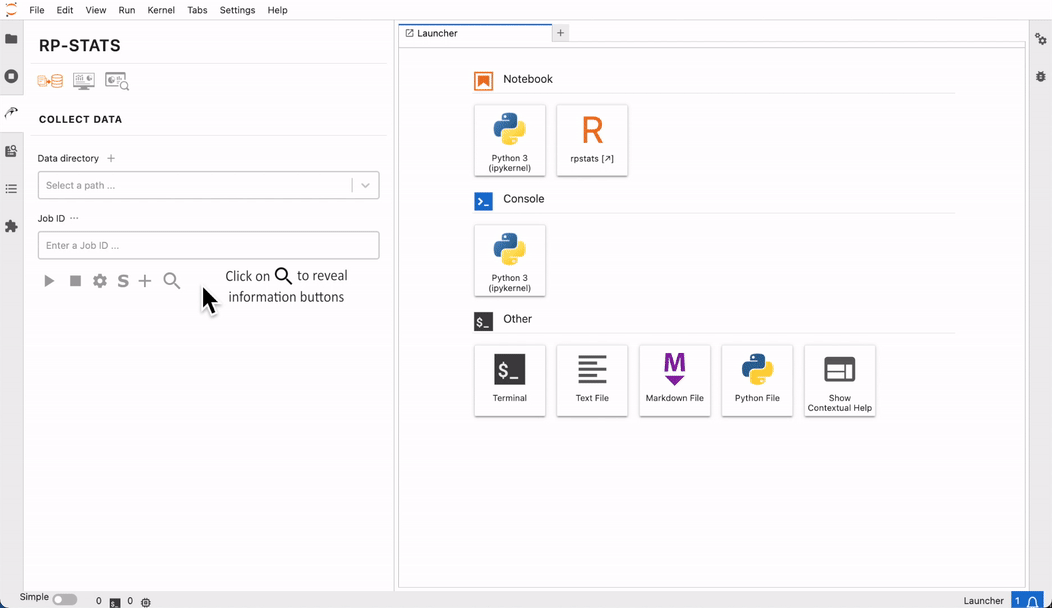 File Edit View Run Kernel Tabs Settings Help
RP-STATS
COLLECT DATA
Data directory +
Select a path ...
Job ID ...
Enter a Job ID ...
S
Click on to reveal
information buttons
Launcher
Notebook
Python 3
(ipykernel)
R
rpstats [↗]
Console
Python 3
(ipykernel)
$_ Other
$_
Terminal
Text File
M
Markdown File
Python File
Show
Contextual Help
Simple 0 $_ 0 Launcher 1